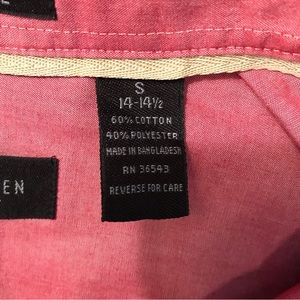 S
14-14½
60% COTTON
40% POLYESTER
MADE IN BANGLADESH
RN 36543
REVERSE FOR CARE
EN